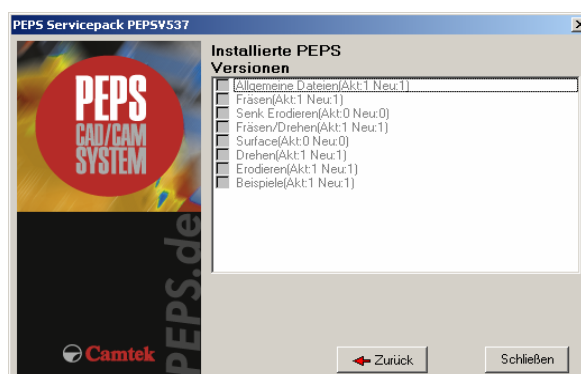 PEPS Servicepack PEPSV537
Installierte PEPS
Versionen
Allgemeine Dateien(Akt:1 Neu:1)
Fräsen(Akt:1 Neu:1)
Senk Erodieren(Akt:0 Neu:0)
Fräsen/Drehen(Akt:1 Neu:1)
Surface(Akt:0 Neu:0)
Drehen(Akt:1 Neu:1)
Erodieren(Akt:1 Neu:1)
Beispiele(Akt:1 Neu:1)
PEPS
CAD/CAM
SYSTEM
PEPS.de
Camtek
Zurück
Schließen